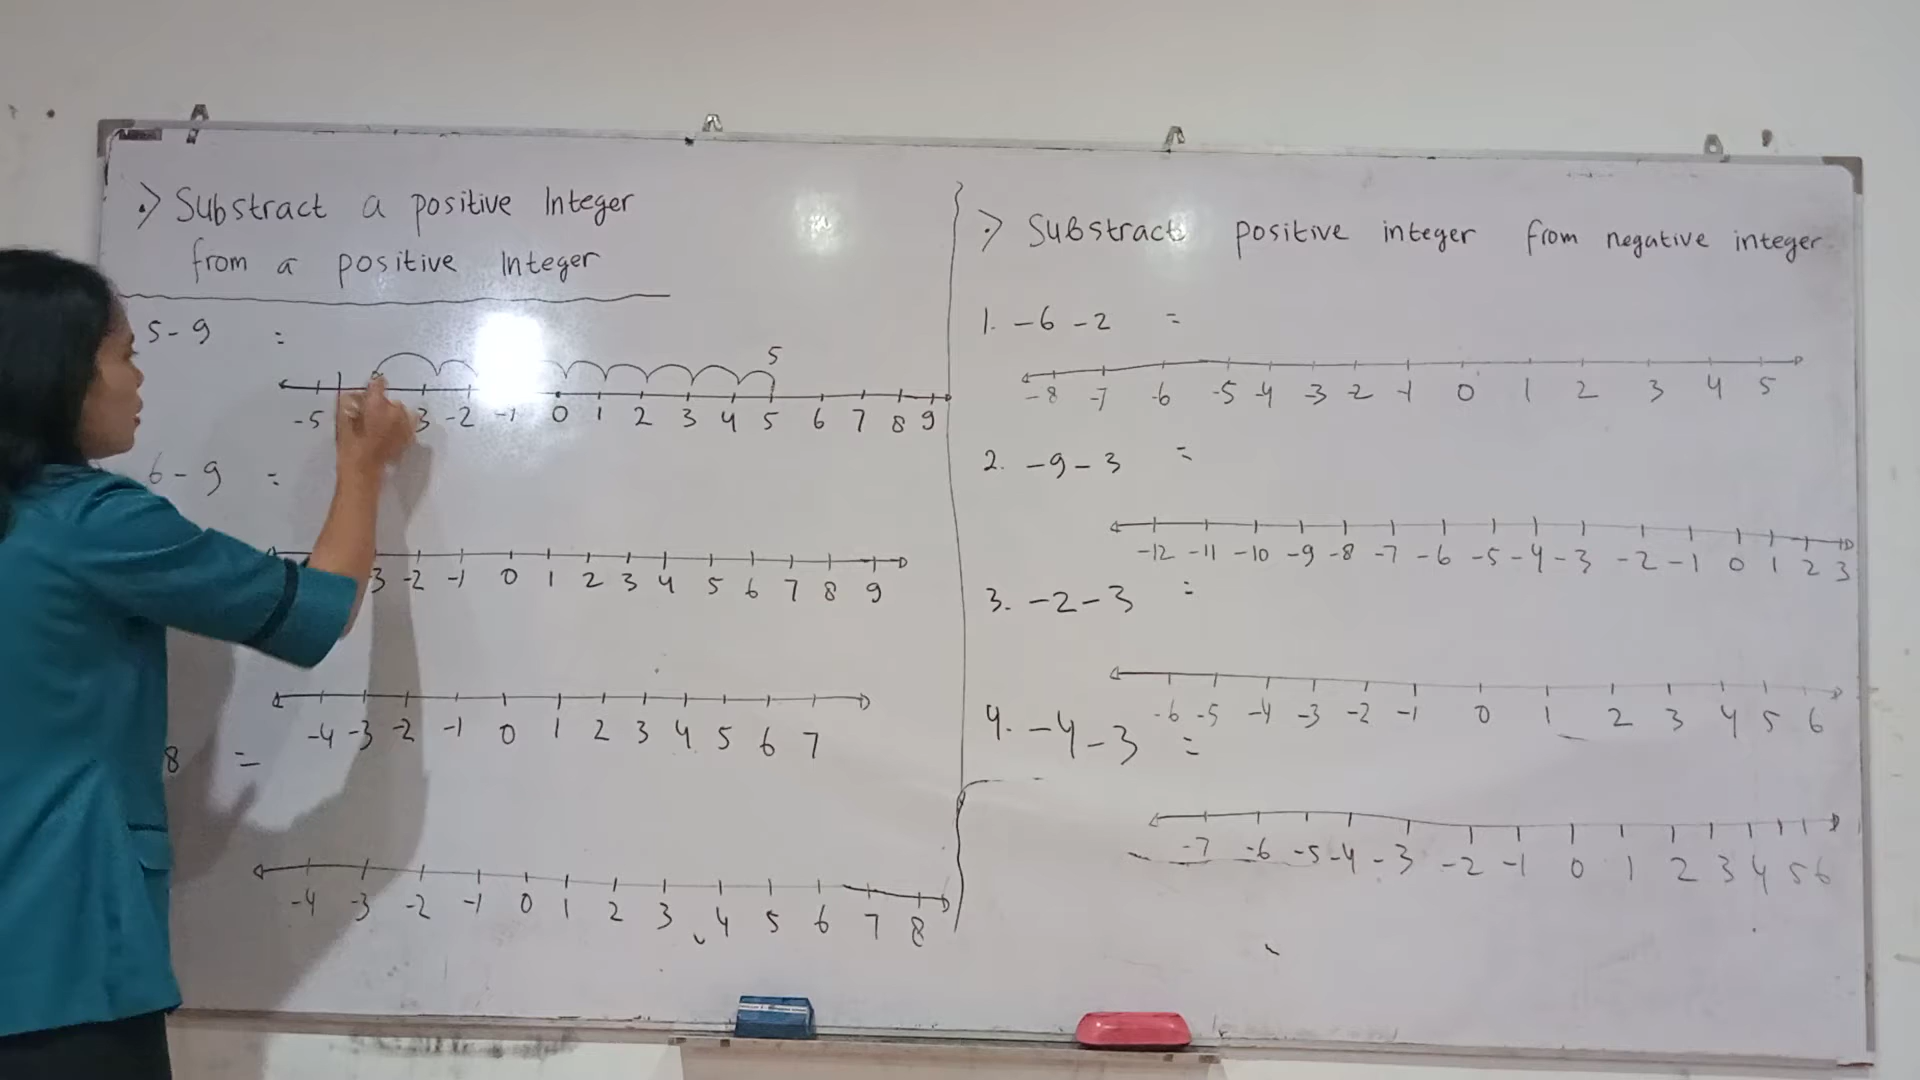 ·) Substract a positive Integer
from a positive Integer
5 - 9 =
5
-5 3 -2 -1 0 1 2 3 4 5 6 7 8 9
6 - 9 =
-3 -2 -1 0 1 2 3 4 5 6 7 8 9
-4 -3 -2 -1 0 1 2 3 4 5 6 7
8 =
-4 -3 -2 -1 0 1 2 3 4 5 6 7 8
·) Substract positive integer from negative integer
1. -6 - 2 =
-8 -7 -6 -5 -4 -3 -2 -1 0 1 2 3 4 5
2. -9 - 3 =
-12 -11 -10 -9 -8 -7 -6 -5 -4 -3 -2 -1 0 1 2 3
3. -2 - 3 =
-6 -5 -4 -3 -2 -1 0 1 2 3 4 5 6
4. -4 - 3 =
-7 -6 -5 -4 -3 -2 -1 0 1 2 3 4 5 6